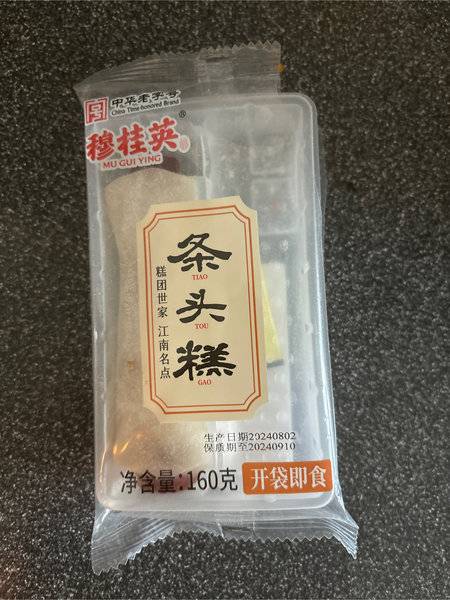 中华老字号
China Time-honored Brand
穆桂英®
MU GUI YING
条
TIAO
头
TOU
糕
GAO
糕团世家 江南名点
生产日期20240802
保质期至20240910
净含量:160克
开袋即食